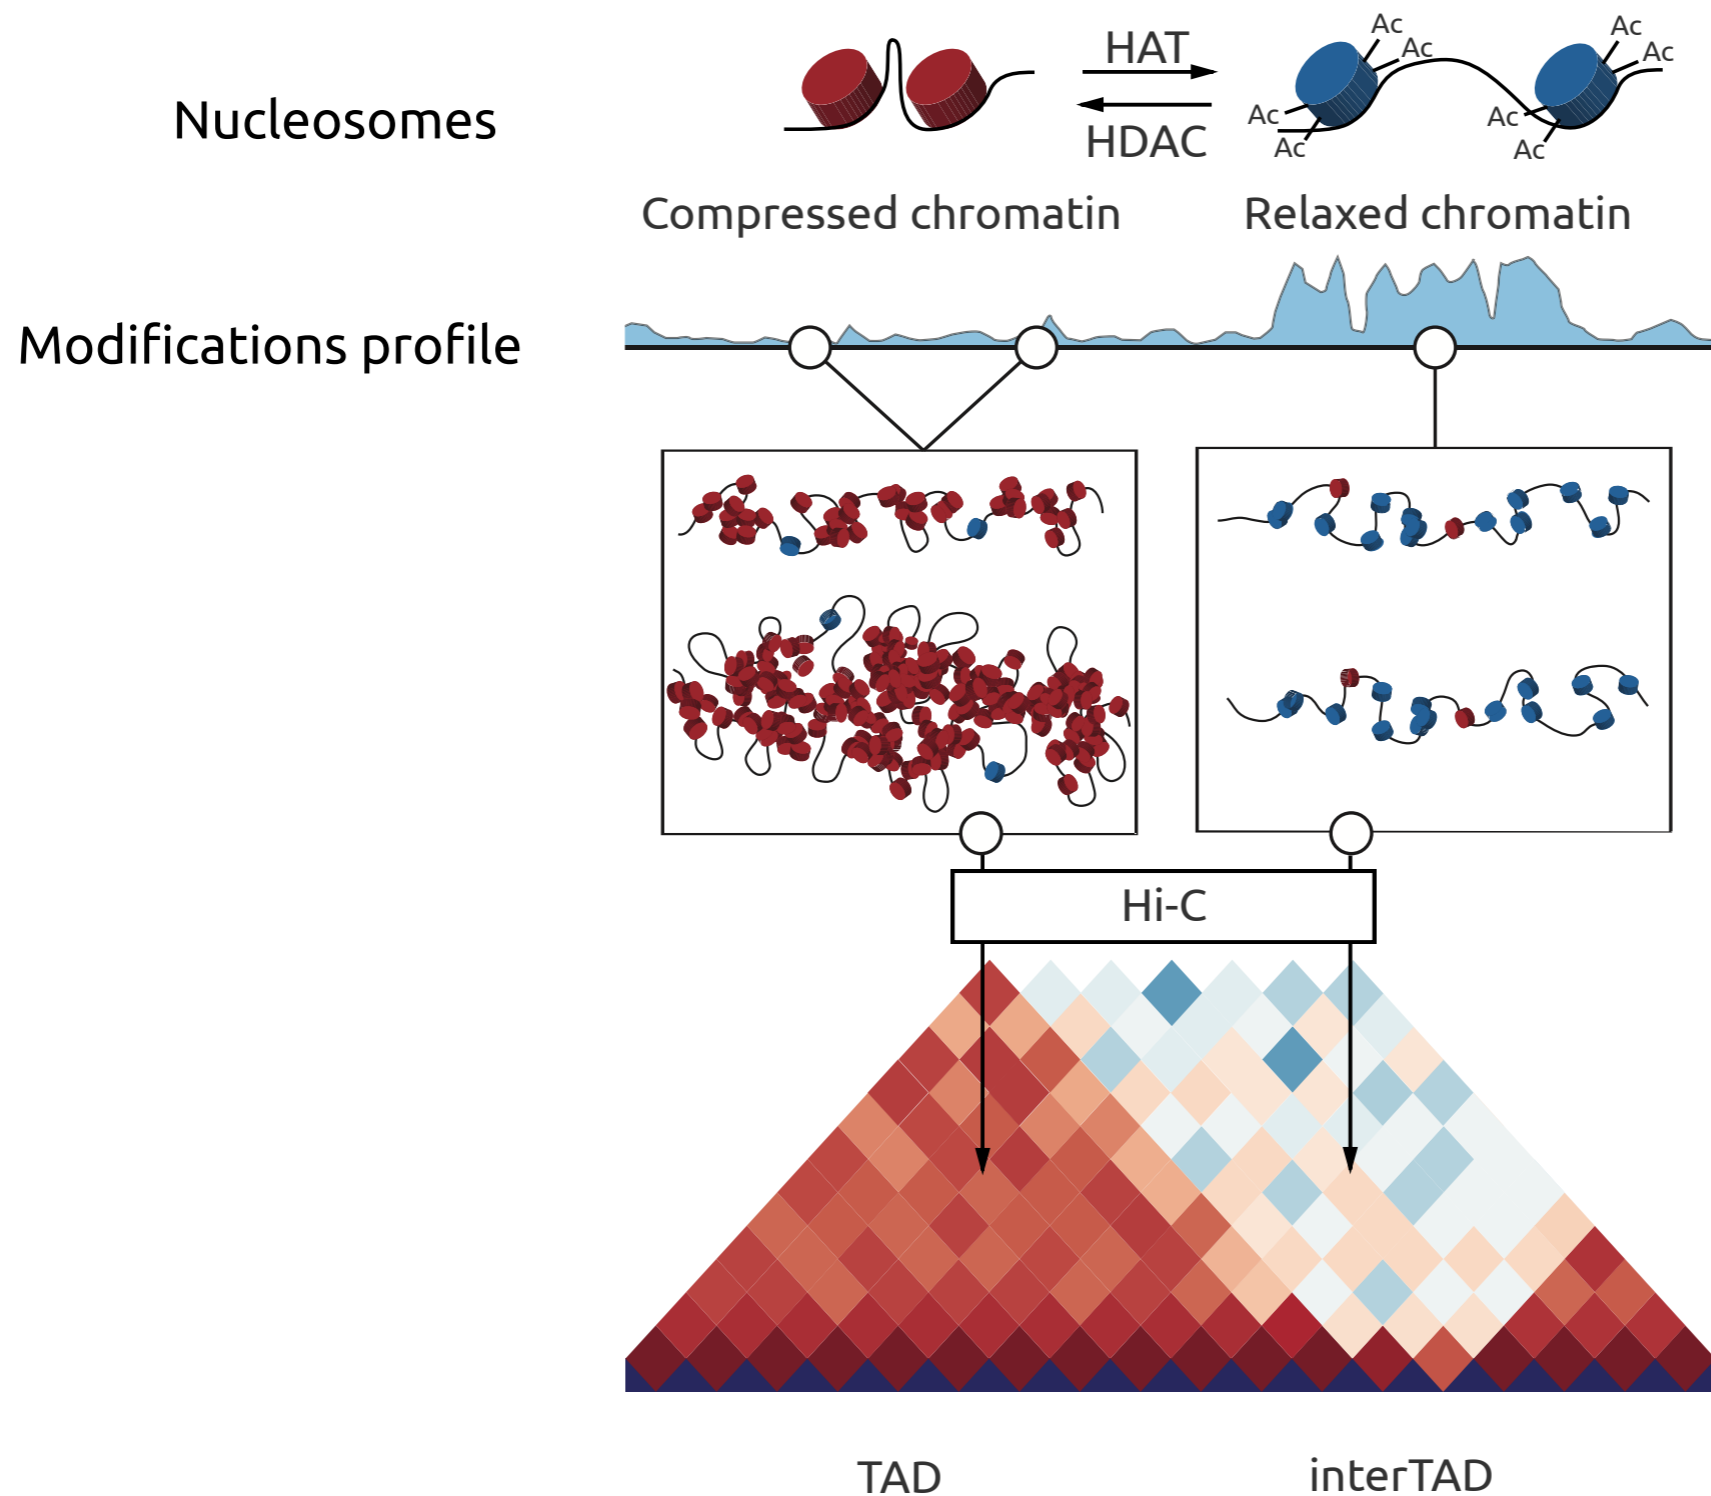 Nucleosomes
HAT
HDAC
Ac
Ac
Ac
Ac
Ac
Ac
Ac
Ac
Compressed chromatin
Relaxed chromatin
Modifications profile
Hi-C
TAD
interTAD